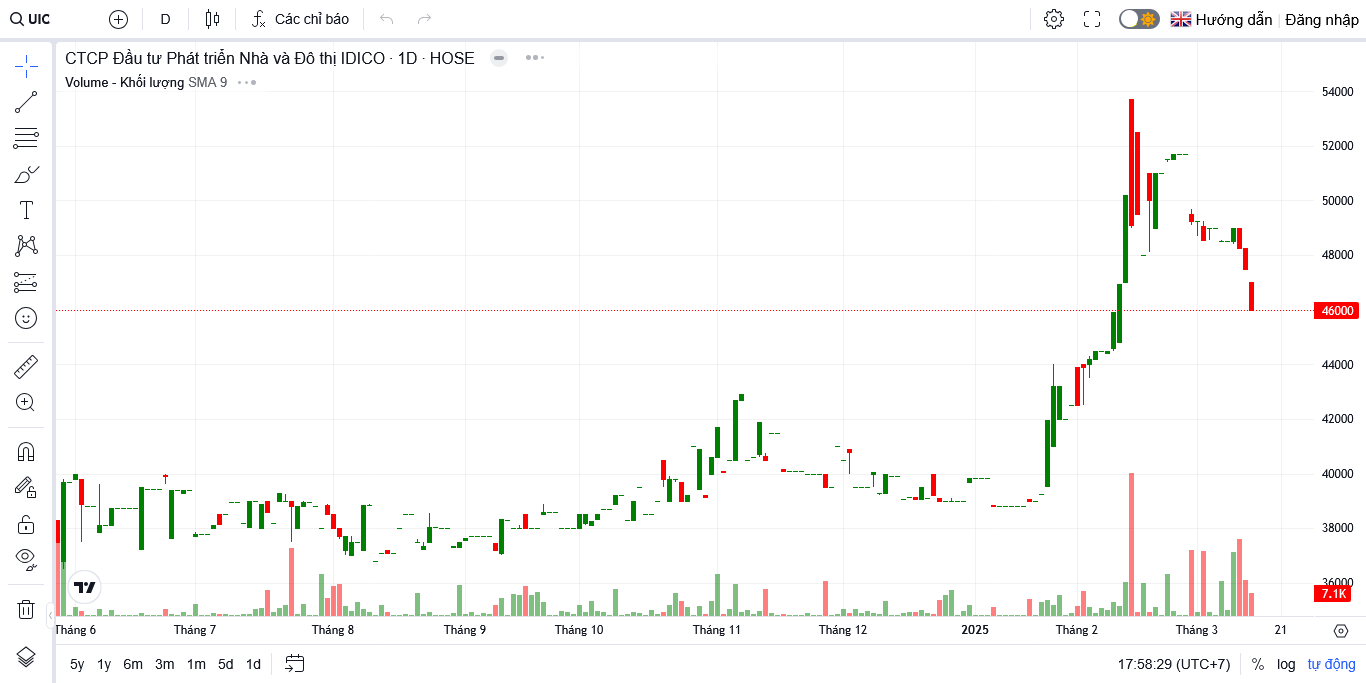 UIC D Các chỉ báo Hướng dẫn Đăng nhập
CTCP Đầu tư Phát triển Nhà và Đô thị IDICO · 1D · HOSE
Volume - Khối lượng SMA 9
54000
52000
50000
48000
46000
44000
42000
40000
38000
36000
7.1K
Tháng 6 Tháng 7 Tháng 8 Tháng 9 Tháng 10 Tháng 11 Tháng 12 2025 Tháng 2 Tháng 3 21
5y 1y 6m 3m 1m 5d 1d 17:58:29 (UTC+7) % log tự động